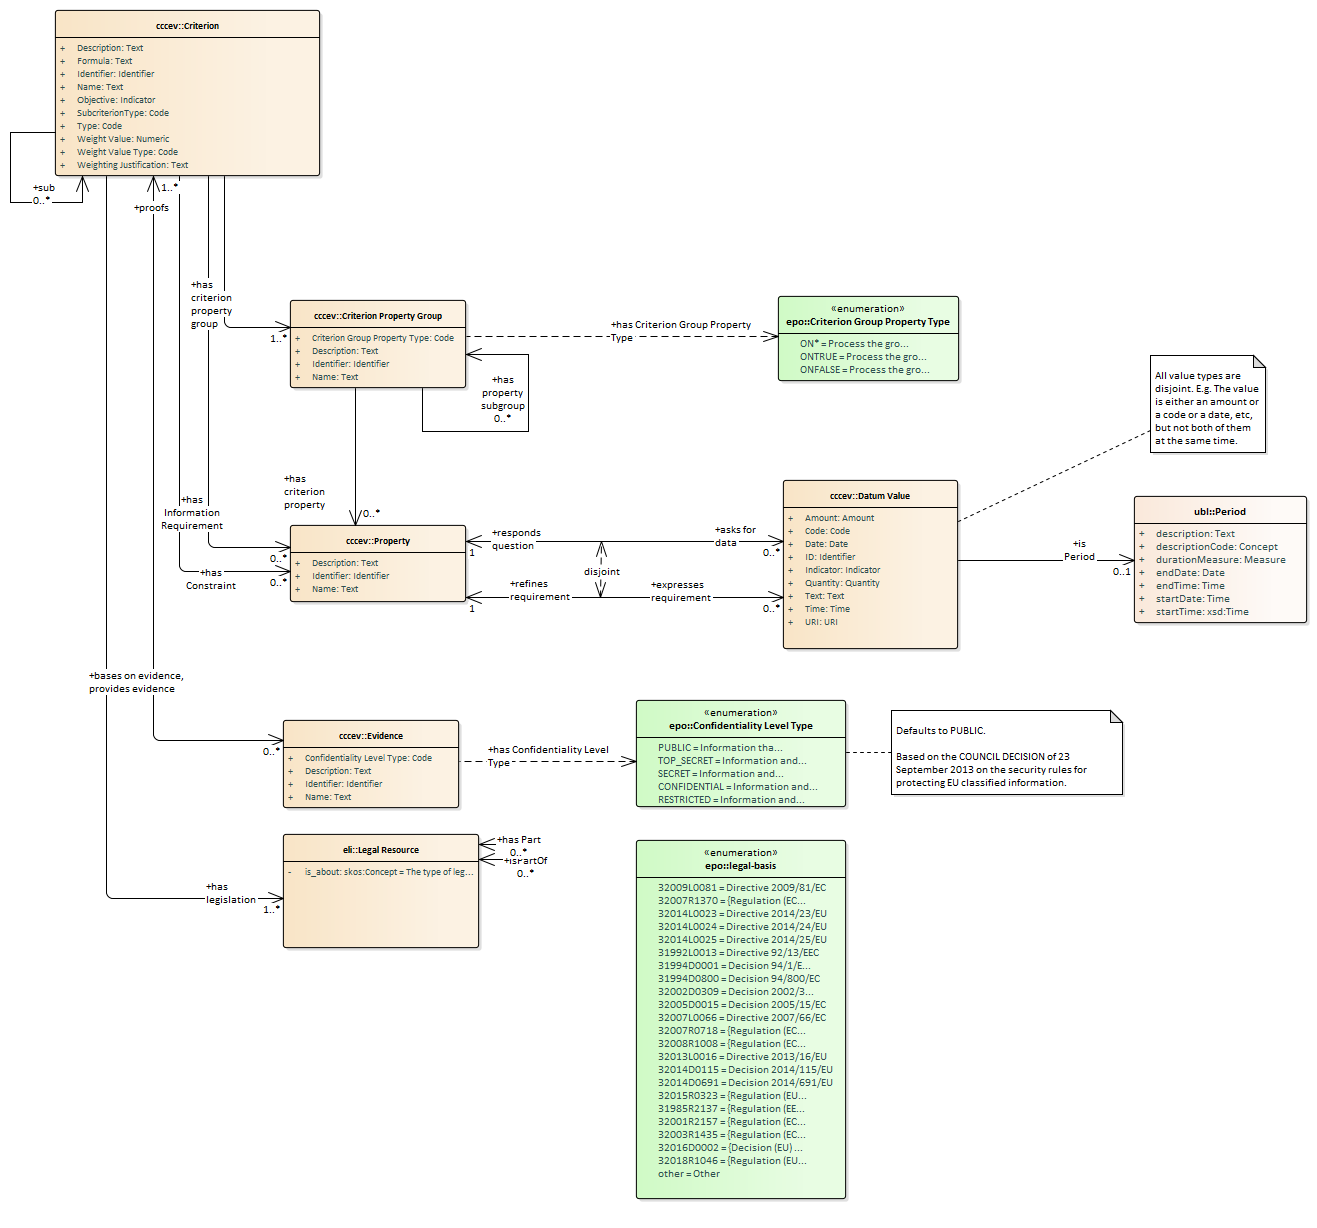 cccev::Criterion
+ Description: Text
+ Formula: Text
+ Identifier: Identifier
+ Name: Text
+ Objective: Indicator
+ SubcriterionType: Code
+ Type: Code
+ Weight Value: Numeric
+ Weight Value Type: Code
+ Weighting Justification: Text
+sub
0..*
1..*
+proofs
+has
criterion
property
group
1..*
cccev::Criterion Property Group
+ Criterion Group Property Type: Code
+ Description: Text
+ Identifier: Identifier
+ Name: Text
+has Criterion Group Property
Type
«enumeration»
epo::Criterion Group Property Type
ON* = Process the gro...
ONTRUE = Process the gro...
ONFALSE = Process the gro...
+has
property
subgroup
0..*
All value types are
disjoint. E.g. The value
is either an amount or
a code or a date, etc,
but not both of them
at the same time.
+has
criterion
property
0..*
+has
Information
Requirement
0..*
+has
Constraint
0..*
cccev::Property
+ Description: Text
+ Identifier: Identifier
+ Name: Text
+responds
question
1
+asks for
data
0..*
disjoint
+refines
requirement
1
+expresses
requirement
0..*
cccev::Datum Value
+ Amount: Amount
+ Code: Code
+ Date: Date
+ ID: Identifier
+ Indicator: Indicator
+ Quantity: Quantity
+ Text: Text
+ Time: Time
+ URI: URI
+is
Period
0..1
ubl::Period
+ description: Text
+ descriptionCode: Concept
+ durationMeasure: Measure
+ endDate: Date
+ endTime: Time
+ startDate: Time
+ startTime: xsd:Time
+bases on evidence,
provides evidence
0..*
cccev::Evidence
+ Confidentiality Level Type: Code
+ Description: Text
+ Identifier: Identifier
+ Name: Text
+has Confidentiality Level
Type
«enumeration»
epo::Confidentiality Level Type
PUBLIC = Information tha...
TOP_SECRET = Information and...
SECRET = Information and...
CONFIDENTIAL = Information and...
RESTRICTED = Information and...
Defaults to PUBLIC.
Based on the COUNCIL DECISION of 23
September 2013 on the security rules for
protecting EU classified information.
+has
legislation
1..*
eli::Legal Resource
- is_about: skos:Concept = The type of leg...
+has Part
0..*
+isPartOf
0..*
«enumeration»
epo::legal-basis
32009L0081 = Directive 2009/81/EC
32007R1370 = {Regulation (EC...
32014L0023 = Directive 2014/23/EU
32014L0024 = Directive 2014/24/EU
32014L0025 = Directive 2014/25/EU
31992L0013 = Directive 92/13/EEC
31994D0001 = Decision 94/1/E...
31994D0800 = Decision 94/800/EC
32002D0309 = Decision 2002/3...
32005D0015 = Decision 2005/15/EC
32007L0066 = Directive 2007/66/EC
32007R0718 = {Regulation (EC...
32008R1008 = {Regulation (EC...
32013L0016 = Directive 2013/16/EU
32014D0115 = Decision 2014/115/EU
32014D0691 = Decision 2014/691/EU
32015R0323 = {Regulation (EU...
31985R2137 = {Regulation (EE...
32001R2157 = {Regulation (EC...
32003R1435 = {Regulation (EC...
32016D0002 = {Decision (EU) ...
32018R1046 = {Regulation (EU...
other = Other